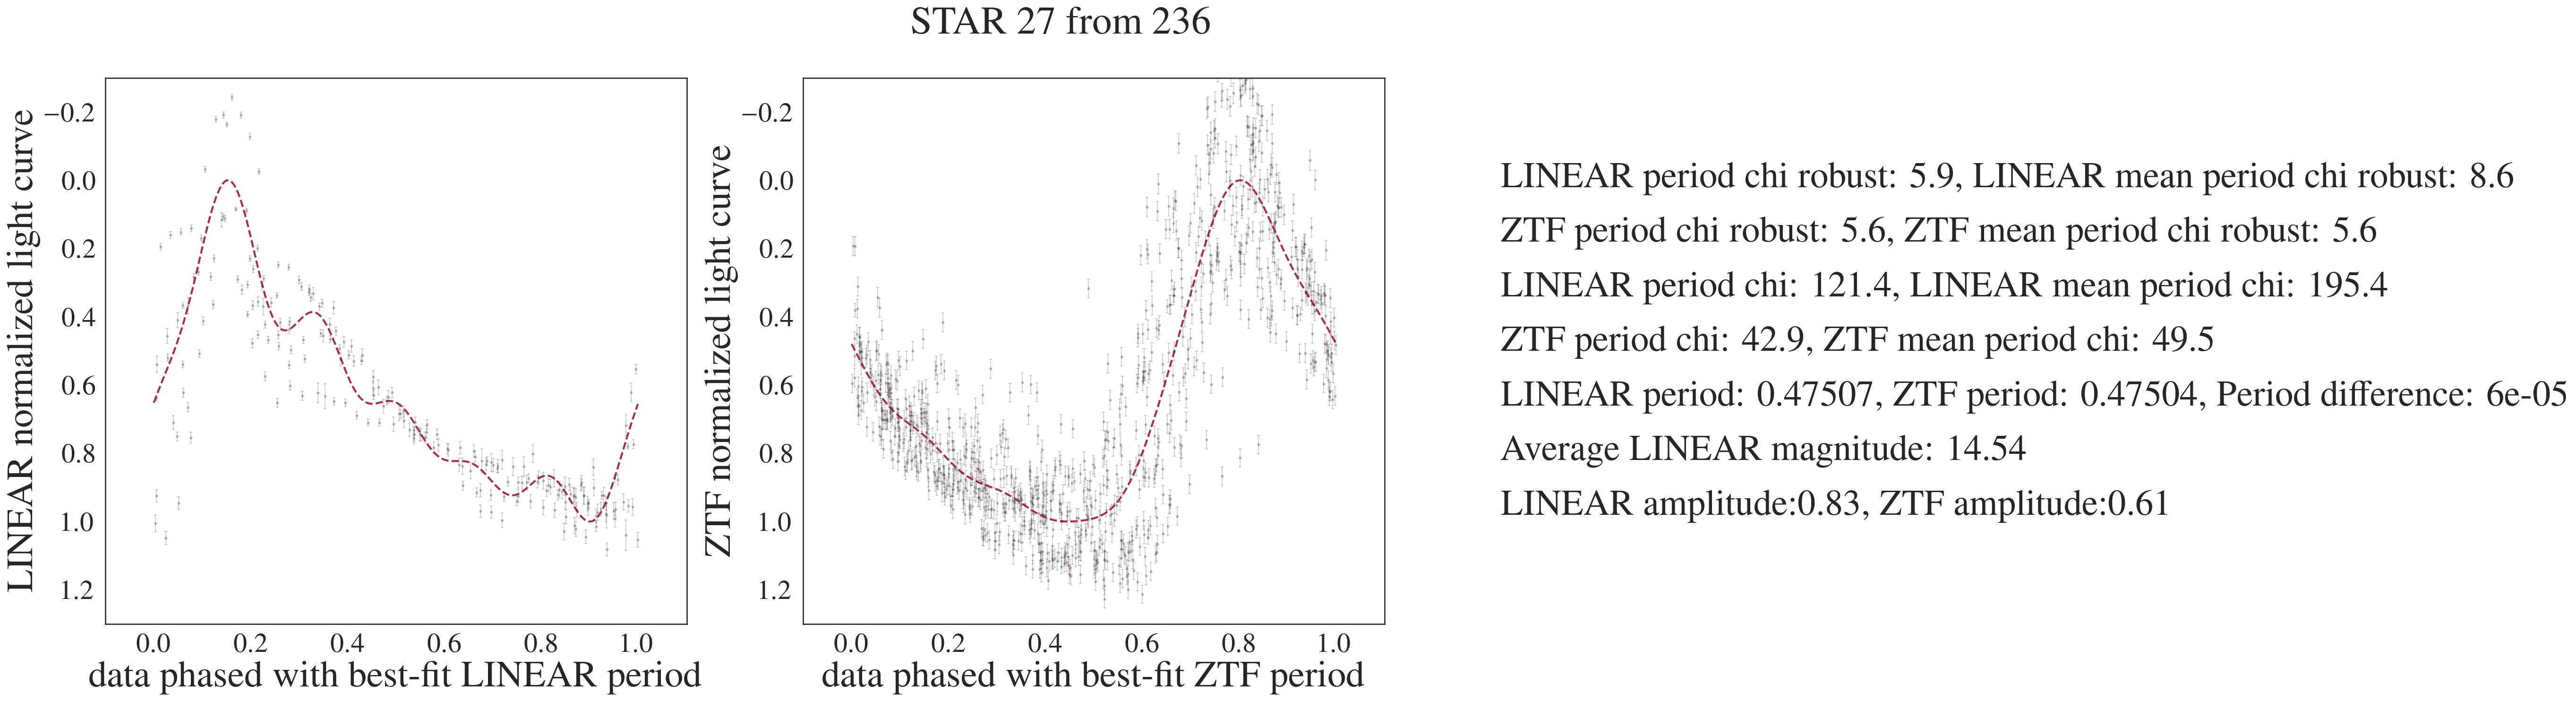 STAR 27 from 236
LINEAR normalized light curve
−0.2
0.0
0.2
0.4
0.6
0.8
1.0
1.2
0.0 0.2 0.4 0.6 0.8 1.0
data phased with best-fit LINEAR period
ZTF normalized light curve
−0.2
0.0
0.2
0.4
0.6
0.8
1.0
1.2
0.0 0.2 0.4 0.6 0.8 1.0
data phased with best-fit ZTF period
LINEAR period chi robust: 5.9, LINEAR mean period chi robust: 8.6
ZTF period chi robust: 5.6, ZTF mean period chi robust: 5.6
LINEAR period chi: 121.4, LINEAR mean period chi: 195.4
ZTF period chi: 42.9, ZTF mean period chi: 49.5
LINEAR period: 0.47507, ZTF period: 0.47504, Period difference: 6e-05
Average LINEAR magnitude: 14.54
LINEAR amplitude:0.83, ZTF amplitude:0.61